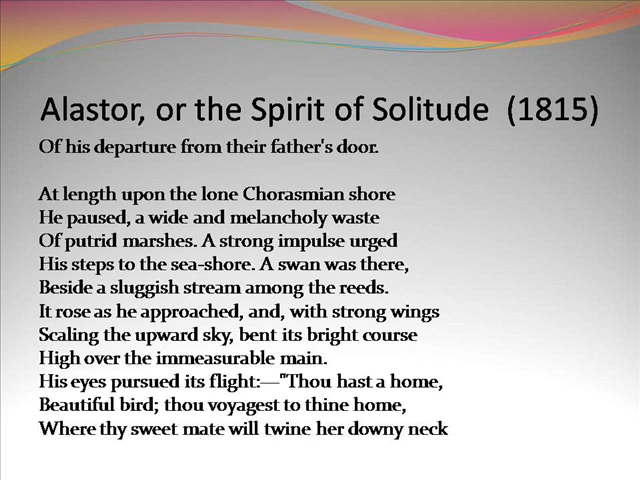 Alastor, or the Spirit of Solitude (1815)
Of his departure from their father's door.
At length upon the lone Chorasmian shore
He paused, a wide and melancholy waste
Of putrid marshes. A strong impulse urged
His steps to the sea-shore. A swan was there,
Beside a sluggish stream among the reeds.
It rose as he approached, and, with strong wings
Scaling the upward sky, bent its bright course
High over the immeasurable main.
His eyes pursued its flight:—"Thou hast a home,
Beautiful bird; thou voyagest to thine home,
Where thy sweet mate will twine her downy neck